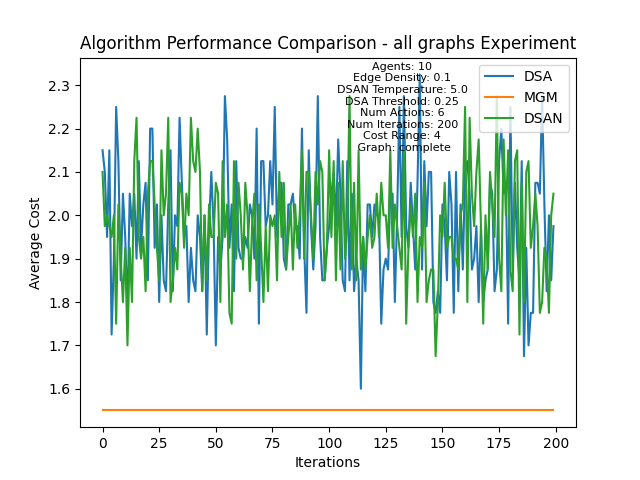 Algorithm Performance Comparison - all graphs Experiment
Agents: 10
Edge Density: 0.1
DSAN Temperature: 5.0
DSA Threshold: 0.25
Num Actions: 6
Num Iterations: 200
Cost Range: 4
Graph: complete
DSA
MGM
DSAN
Average Cost
2.3
2.2
2.1
2.0
1.9
1.8
1.7
1.6
0 25 50 75 100 125 150 175 200
Iterations